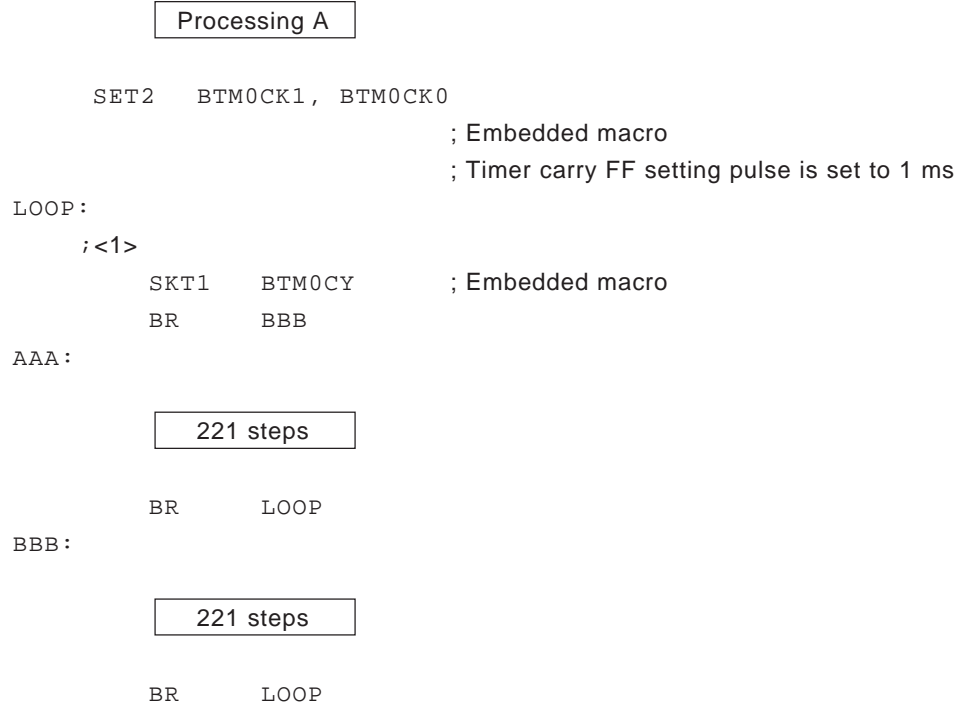 Processing A
SET2 BTM0CK1, BTM0CK0
; Embedded macro
; Timer carry FF setting pulse is set to 1 ms
LOOP:
;<1>
SKT1 BTM0CY ; Embedded macro
BR BBB
AAA:
221 steps
BR LOOP
BBB:
221 steps
BR LOOP